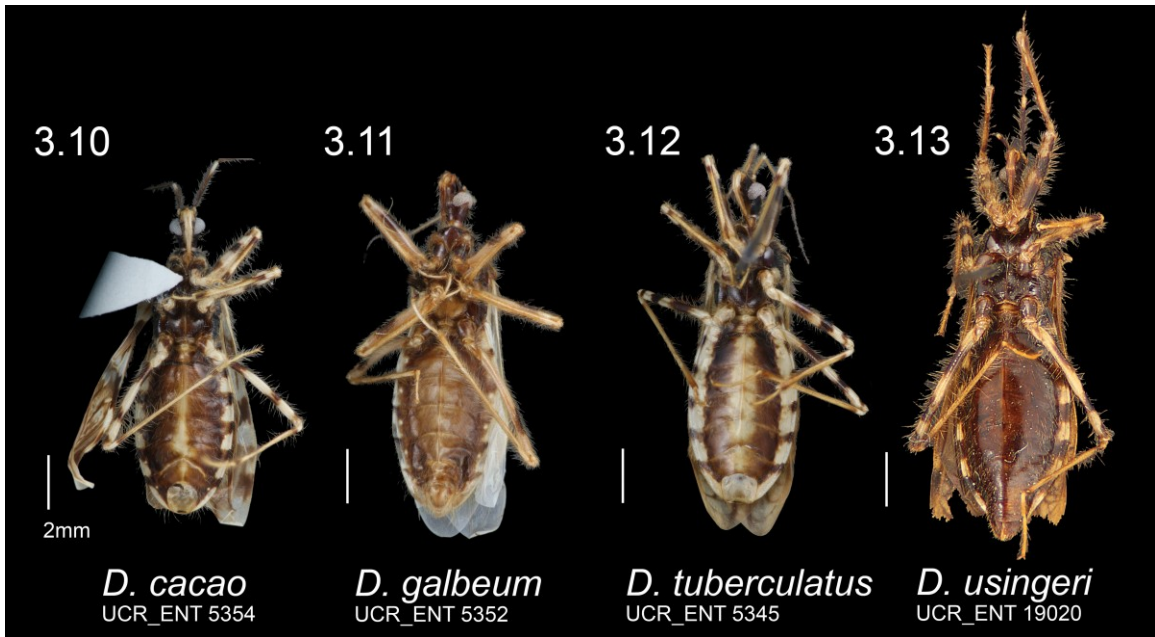 3.10
3.11
3.12
3.13
2mm
D. cacao
UCR_ENT 5354
D. galbeum
UCR_ENT 5352
D. tuberculatus
UCR_ENT 5345
D. usingeri
UCR_ENT 19020